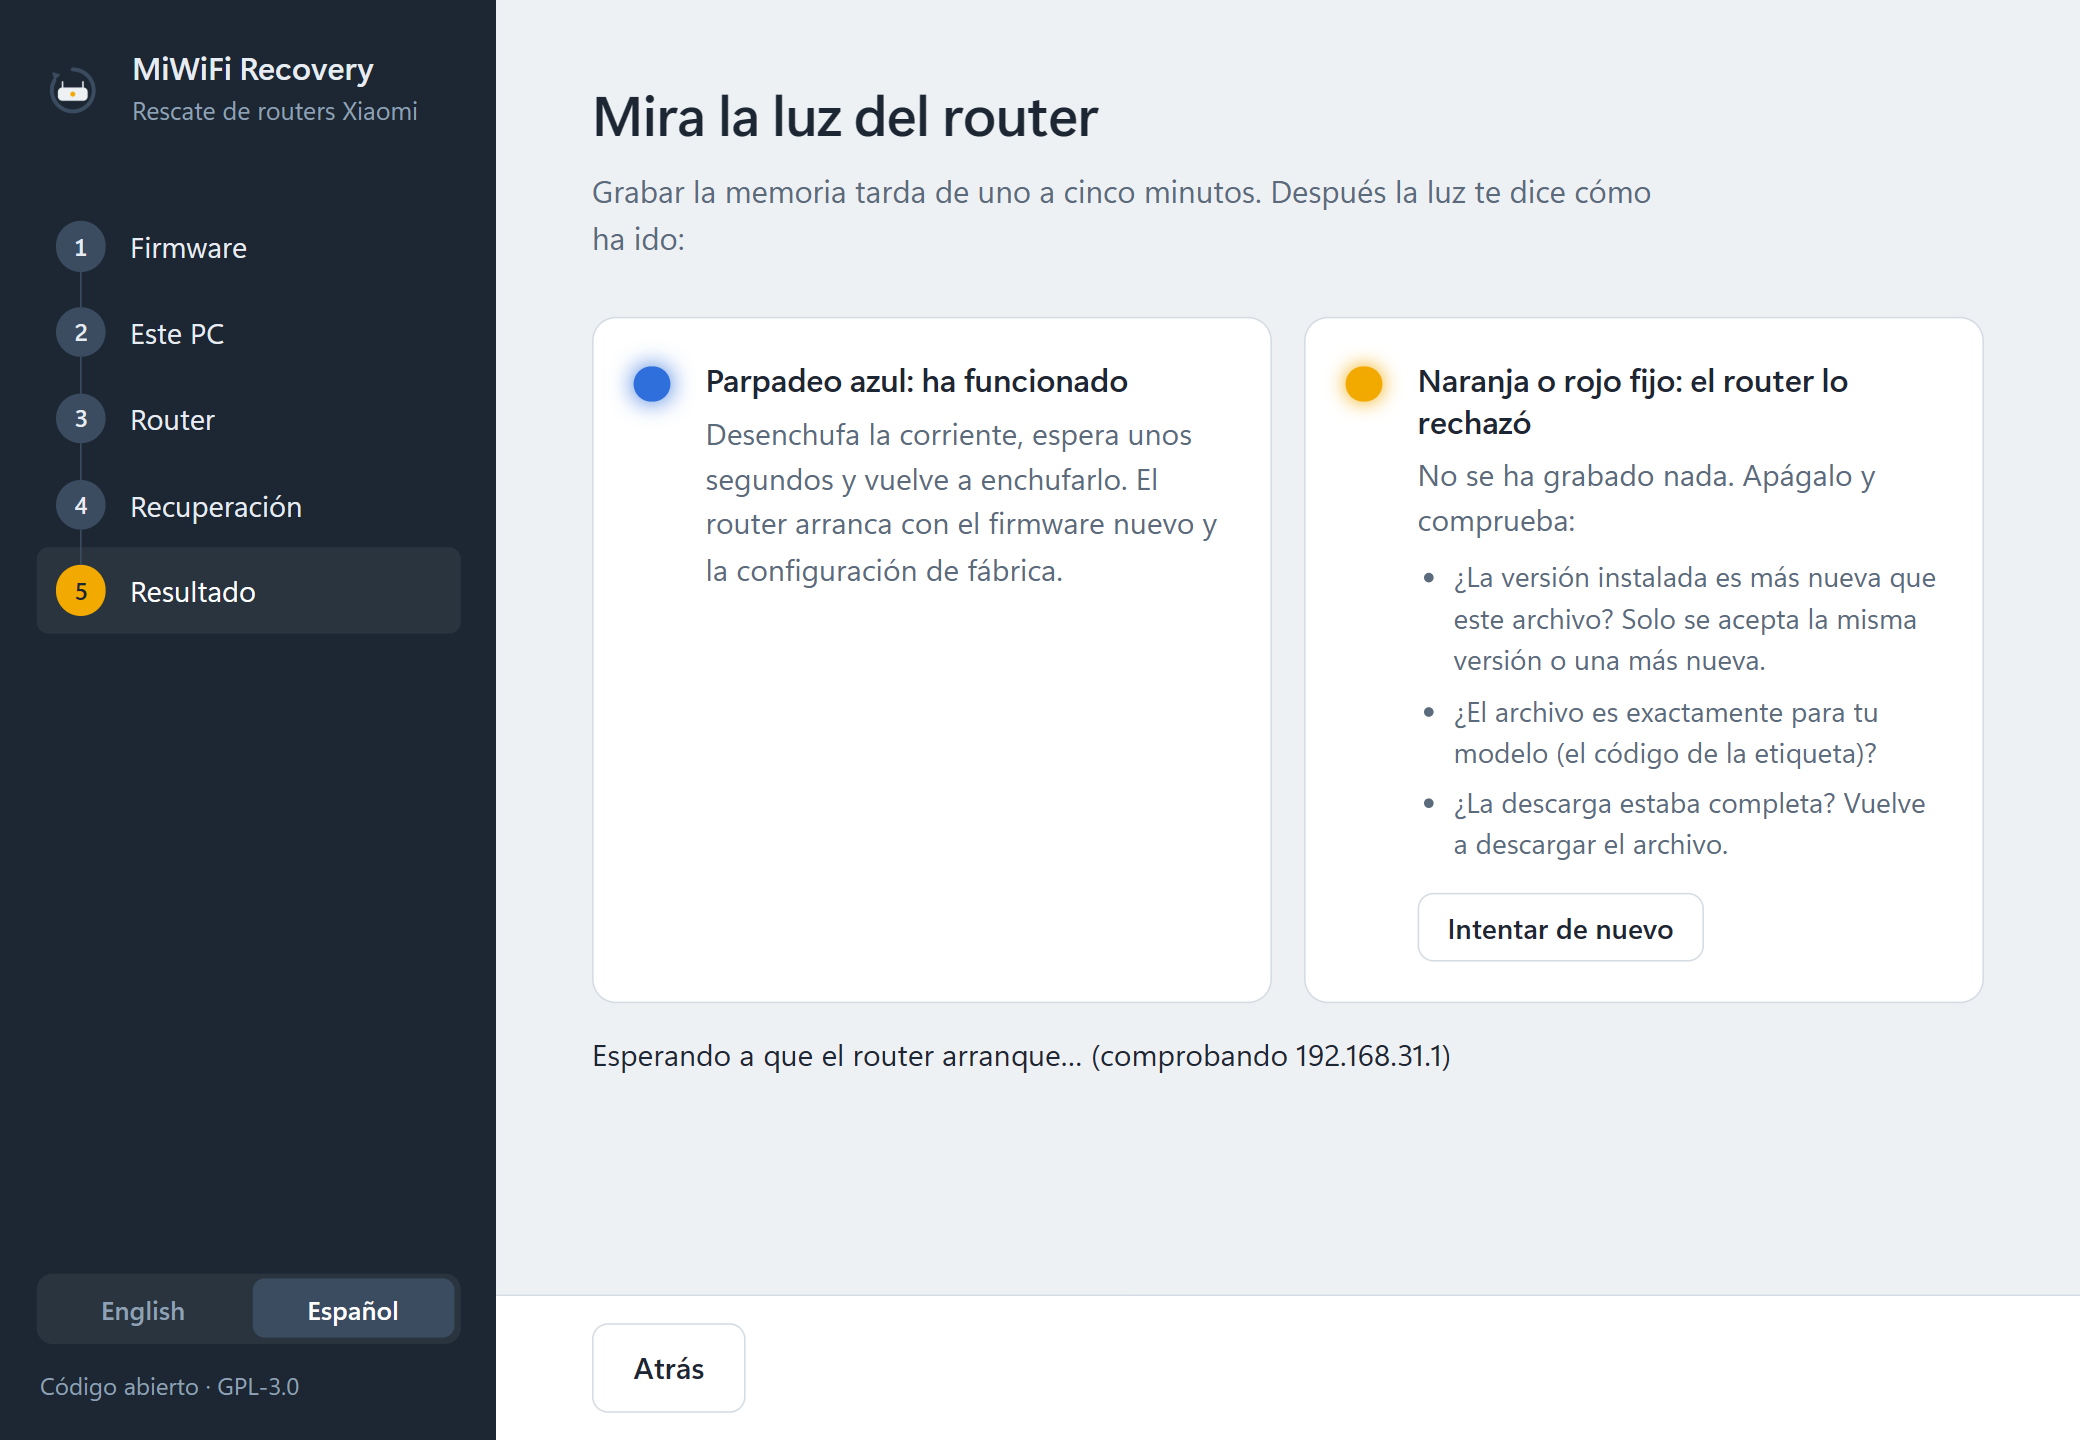 MiWiFi Recovery
Rescate de routers Xiaomi
1 Firmware
2 Este PC
3 Router
4 Recuperación
5 Resultado
English
Español
Código abierto · GPL-3.0
Mira la luz del router
Grabar la memoria tarda de uno a cinco minutos. Después la luz te dice cómo
ha ido:
Parpadeo azul: ha funcionado
Desenchufa la corriente, espera unos
segundos y vuelve a enchufarlo. El
router arranca con el firmware nuevo y
la configuración de fábrica.
Naranja o rojo fijo: el router lo
rechazó
No se ha grabado nada. Apágalo y
comprueba:
• ¿La versión instalada es más nueva que
este archivo? Solo se acepta la misma
versión o una más nueva.
• ¿El archivo es exactamente para tu
modelo (el código de la etiqueta)?
• ¿La descarga estaba completa? Vuelve
a descargar el archivo.
Intentar de nuevo
Esperando a que el router arranque… (comprobando 192.168.31.1)
Atrás